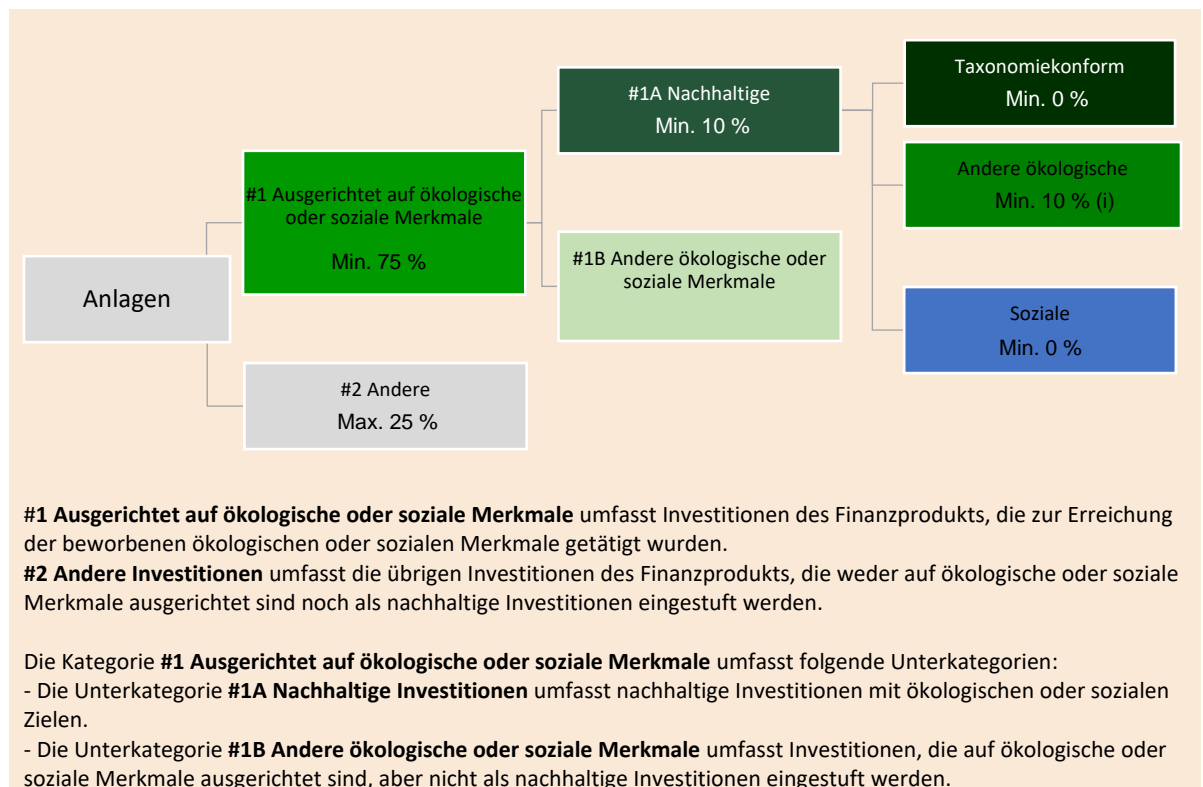 Anlagen
#1 Ausgerichtet auf ökologische
oder soziale Merkmale
Min. 75 %
#2 Andere
Max. 25 %
#1A Nachhaltige
Min. 10 %
#1B Andere ökologische oder
soziale Merkmale
Taxonomiekonform
Min. 0 %
Andere ökologische
Min. 10 % (i)
Soziale
Min. 0 %
#1 Ausgerichtet auf ökologische oder soziale Merkmale umfasst Investitionen des Finanzprodukts, die zur Erreichung
der beworbenen ökologischen oder sozialen Merkmale getätigt wurden.
#2 Andere Investitionen umfasst die übrigen Investitionen des Finanzprodukts, die weder auf ökologische oder soziale
Merkmale ausgerichtet sind noch als nachhaltige Investitionen eingestuft werden.
Die Kategorie #1 Ausgerichtet auf ökologische oder soziale Merkmale umfasst folgende Unterkategorien:
- Die Unterkategorie #1A Nachhaltige Investitionen umfasst nachhaltige Investitionen mit ökologischen oder sozialen
Zielen.
- Die Unterkategorie #1B Andere ökologische oder soziale Merkmale umfasst Investitionen, die auf ökologische oder
soziale Merkmale ausgerichtet sind, aber nicht als nachhaltige Investitionen eingestuft werden.